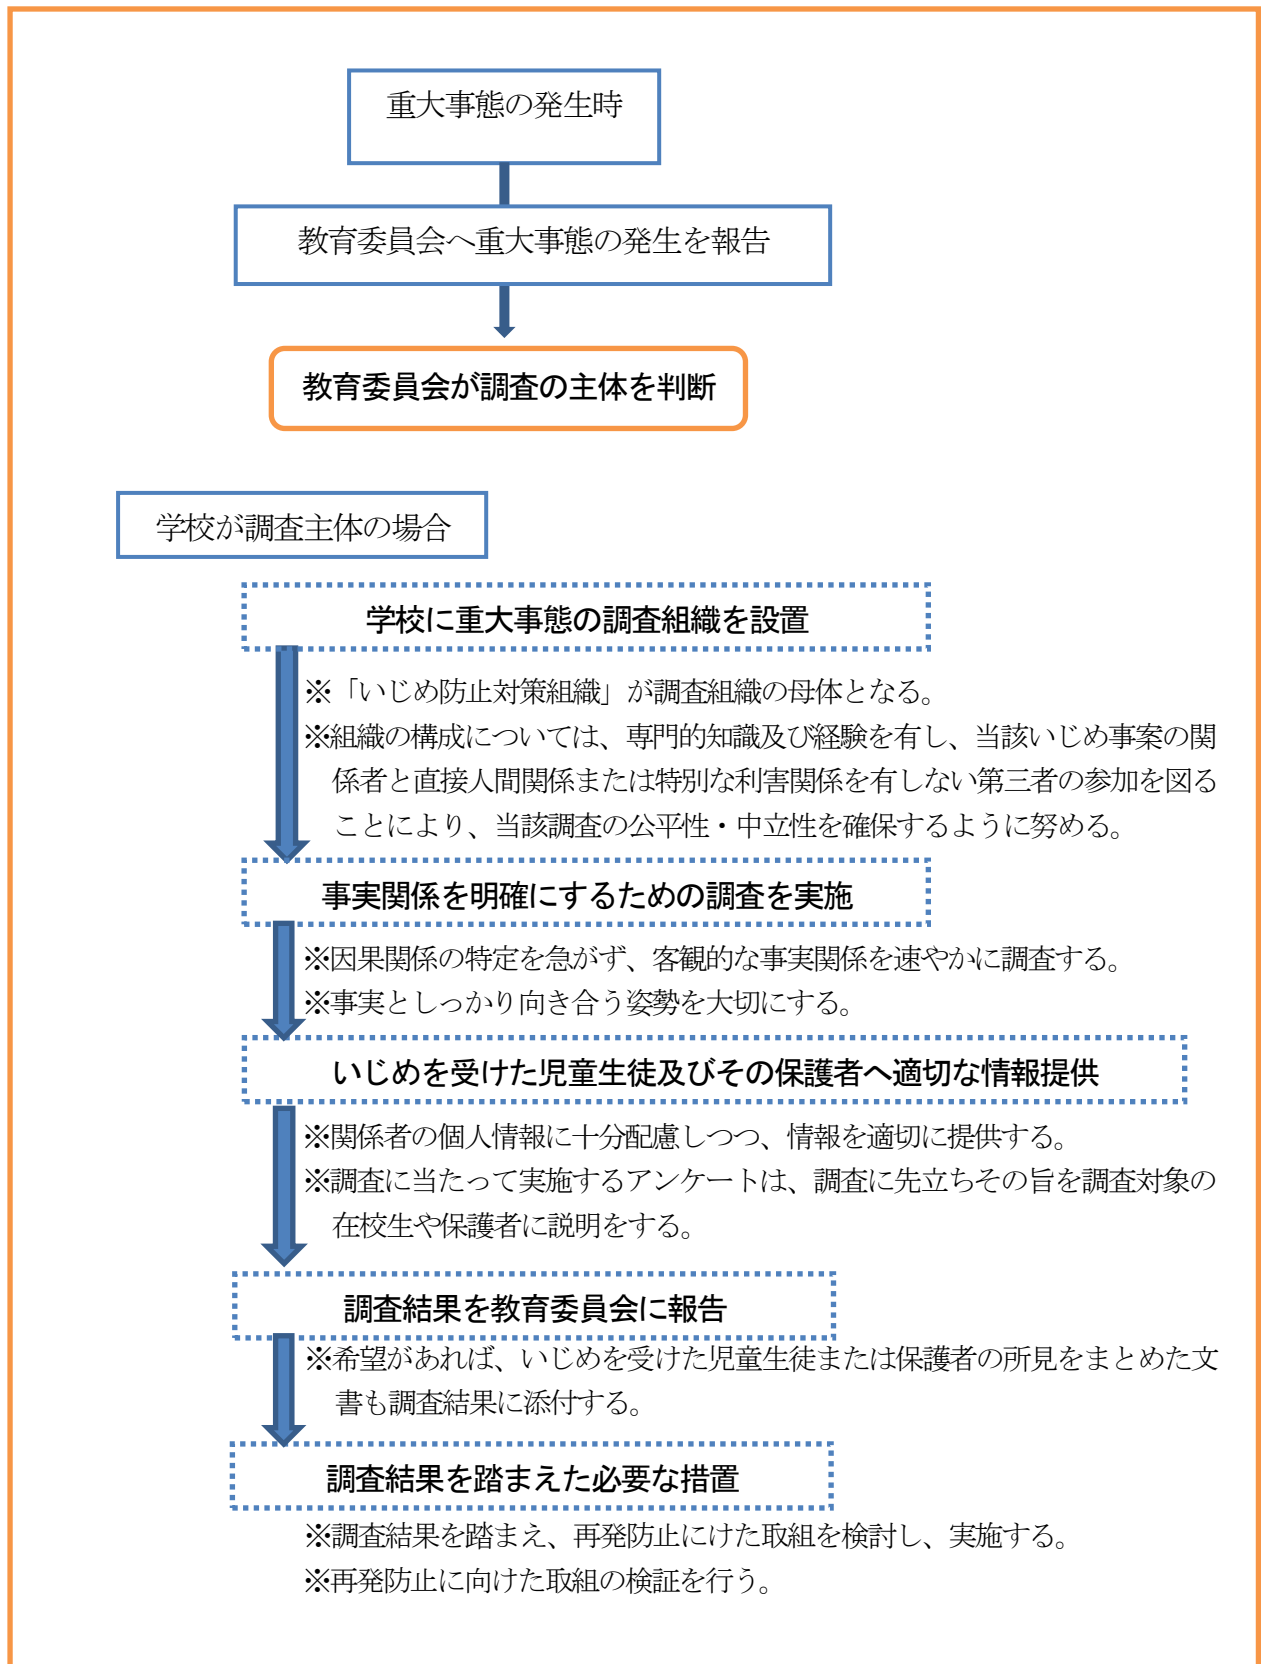 重大事態の発生時
教育委員会へ重大事態の発生を報告
教育委員会が調査の主体を判断
学校が調査主体の場合
学校に重大事態の調査組織を設置
※「いじめ防止対策組織」が調査組織の母体となる。
※組織の構成については、専門的知識及び経験を有し、当該いじめ事案の関
係者と直接人間関係または特別な利害関係を有しない第三者の参加を図る
ことにより、当該調査の公平性・中立性を確保するように努める。
事実関係を明確にするための調査を実施
※因果関係の特定を急がず、客観的な事実関係を速やかに調査する。
※事実としっかり向き合う姿勢を大切にする。
いじめを受けた児童生徒及びその保護者へ適切な情報提供
※関係者の個人情報に十分配慮しつつ、情報を適切に提供する。
※調査に当たって実施するアンケートは、調査に先立ちその旨を調査対象の
在校生や保護者に説明をする。
調査結果を教育委員会に報告
※希望があれば、いじめを受けた児童生徒または保護者の所見をまとめた文
書も調査結果に添付する。
調査結果を踏まえた必要な措置
※調査結果を踏まえ、再発防止にけた取組を検討し、実施する。
※再発防止に向けた取組の検証を行う。